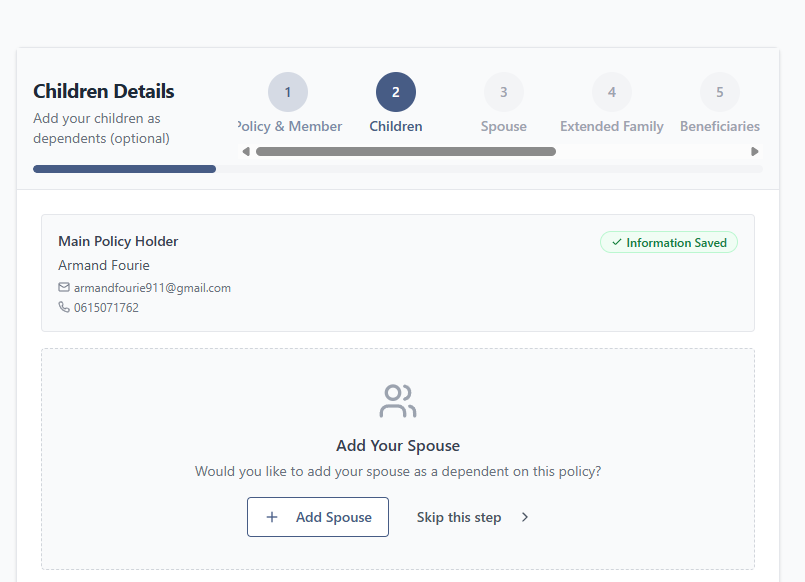 Children Details
Add your children as
dependents (optional)
1
2
3
4
5
Policy & Member
Children
Spouse
Extended Family
Beneficiaries
Main Policy Holder
Information Saved
Armand Fourie
armandfourie911@gmail.com
0615071762
Add Your Spouse
Would you like to add your spouse as a dependent on this policy?
+ Add Spouse
Skip this step >